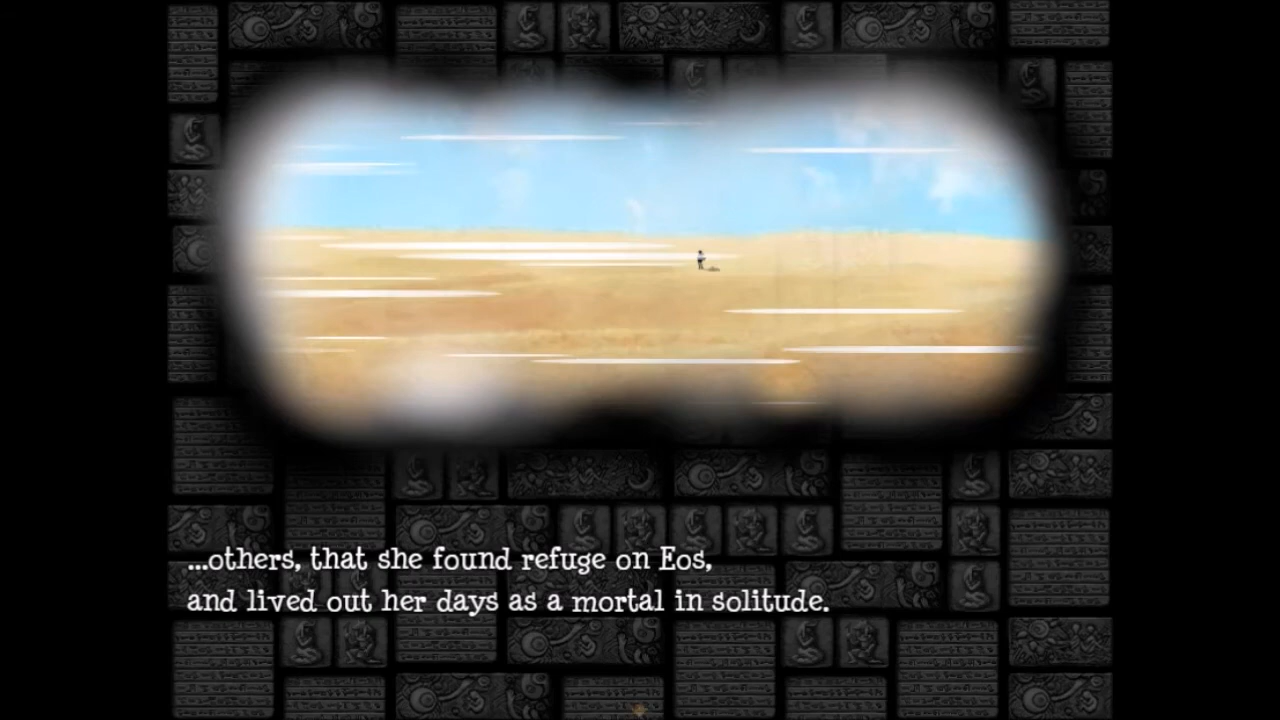 ...others, that she found refuge on Eos,
and lived out her days as a mortal in solitude.